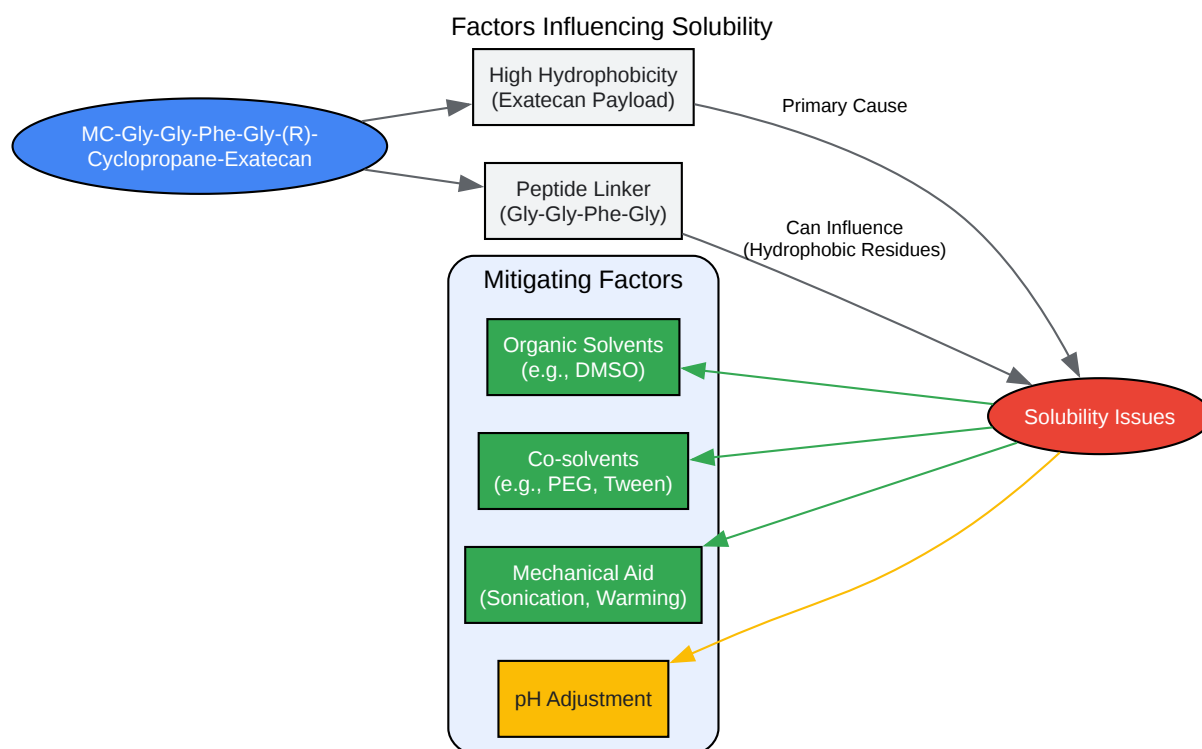 Factors Influencing Solubility
High Hydrophobicity
(Exatecan Payload)
Primary Cause
MC-Gly-Gly-Phe-Gly-(R)-
Cyclopropane-Exatecan
Peptide Linker
(Gly-Gly-Phe-Gly)
Can Influence
(Hydrophobic Residues)
Mitigating Factors
Organic Solvents
(e.g., DMSO)
Solubility Issues
Co-solvents
(e.g., PEG, Tween)
Mechanical Aid
(Sonication, Warming)
pH Adjustment